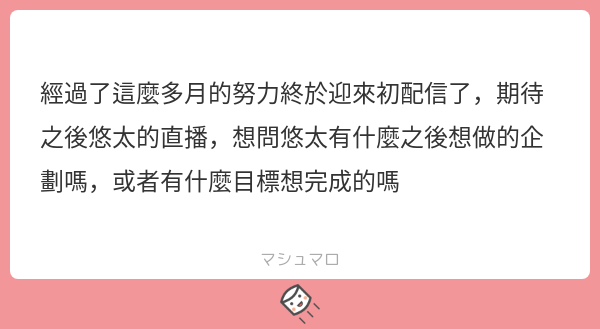 經過了這麼多月的努力終於迎來初配信了，期待
之後悠太的直播，想問悠太有什麼之後想做的企
劃嗎，或者有什麼目標想完成的嗎
マシュマロ